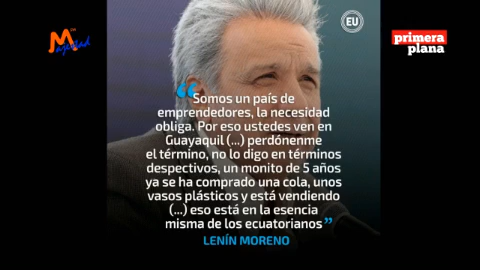 M
ajestad
EU
primera
plana
“Somos un país de
emprendedores, la necesidad
obliga. Por eso ustedes ven en
Guayaquil (...) perdónenme
el término, no lo digo en términos
despectivos, un monito de 5 años
ya se ha comprado una cola, unos
vasos plásticos y está vendiendo
(...) eso está en la esencia
misma de los ecuatorianos”
LENÍN MORENO